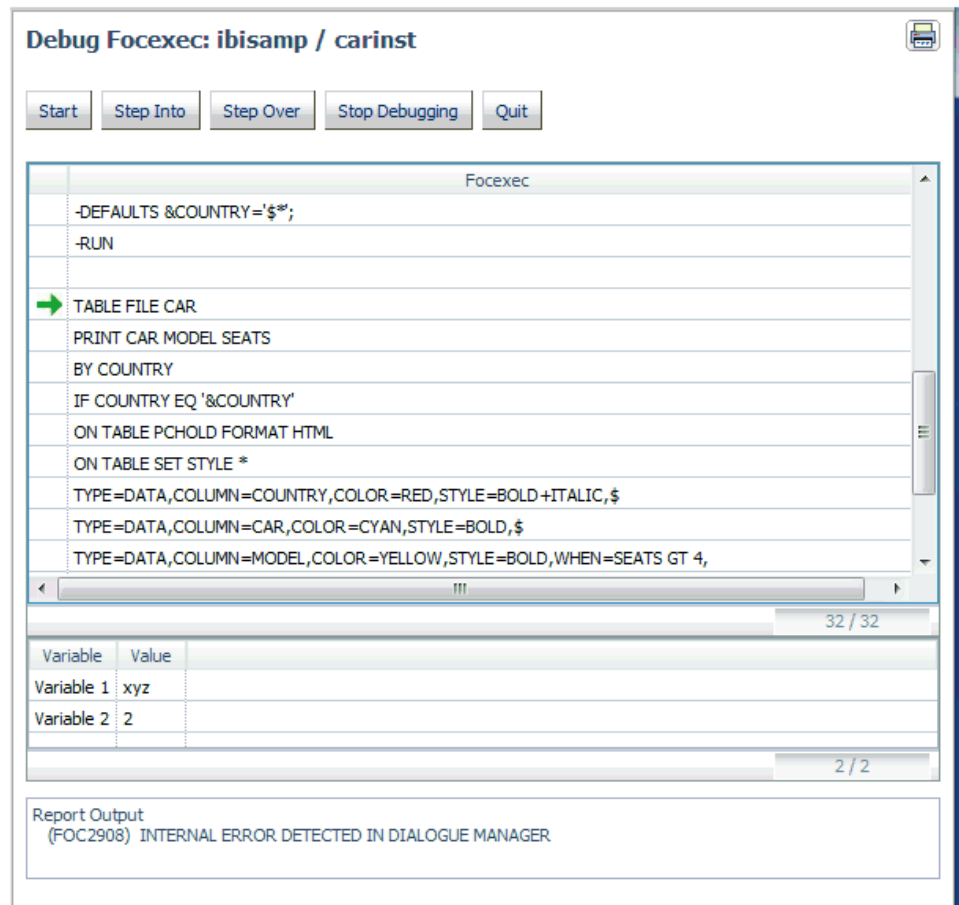 Debug Focexec: ibisamp / carinst
Start Step Into Step Over Stop Debugging Quit
Focexec
-DEFAULTS &COUNTRY='$*';
-RUN
TABLE FILE CAR
PRINT CAR MODEL SEATS
BY COUNTRY
IF COUNTRY EQ '&COUNTRY'
ON TABLE PCHOLD FORMAT HTML
ON TABLE SET STYLE *
TYPE=DATA,COLUMN=COUNTRY,COLOR=RED,STYLE=BOLD+ITALIC,$
TYPE=DATA,COLUMN=CAR,COLOR=CYAN,STYLE=BOLD,$
TYPE=DATA,COLUMN=MODEL,COLOR=YELLOW,STYLE=BOLD,WHEN=SEATS GT 4,
32 / 32
Variable Value
Variable 1 xyz
Variable 2 2
2 / 2
Report Output
(FOC2908) INTERNAL ERROR DETECTED IN DIALOGUE MANAGER